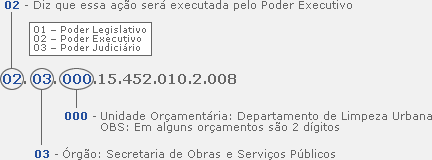 02 - Diz que essa ação será executada pelo Poder Executivo
01 – Poder Legislativo
02 – Poder Executivo
03 – Poder Judiciário
02.03.000.15.452.010.2.008
000 - Unidade Orçamentária: Departamento de Limpeza Urbana
OBS: Em alguns orçamentos são 2 dígitos
03 - Órgão: Secretaria de Obras e Serviços Públicos